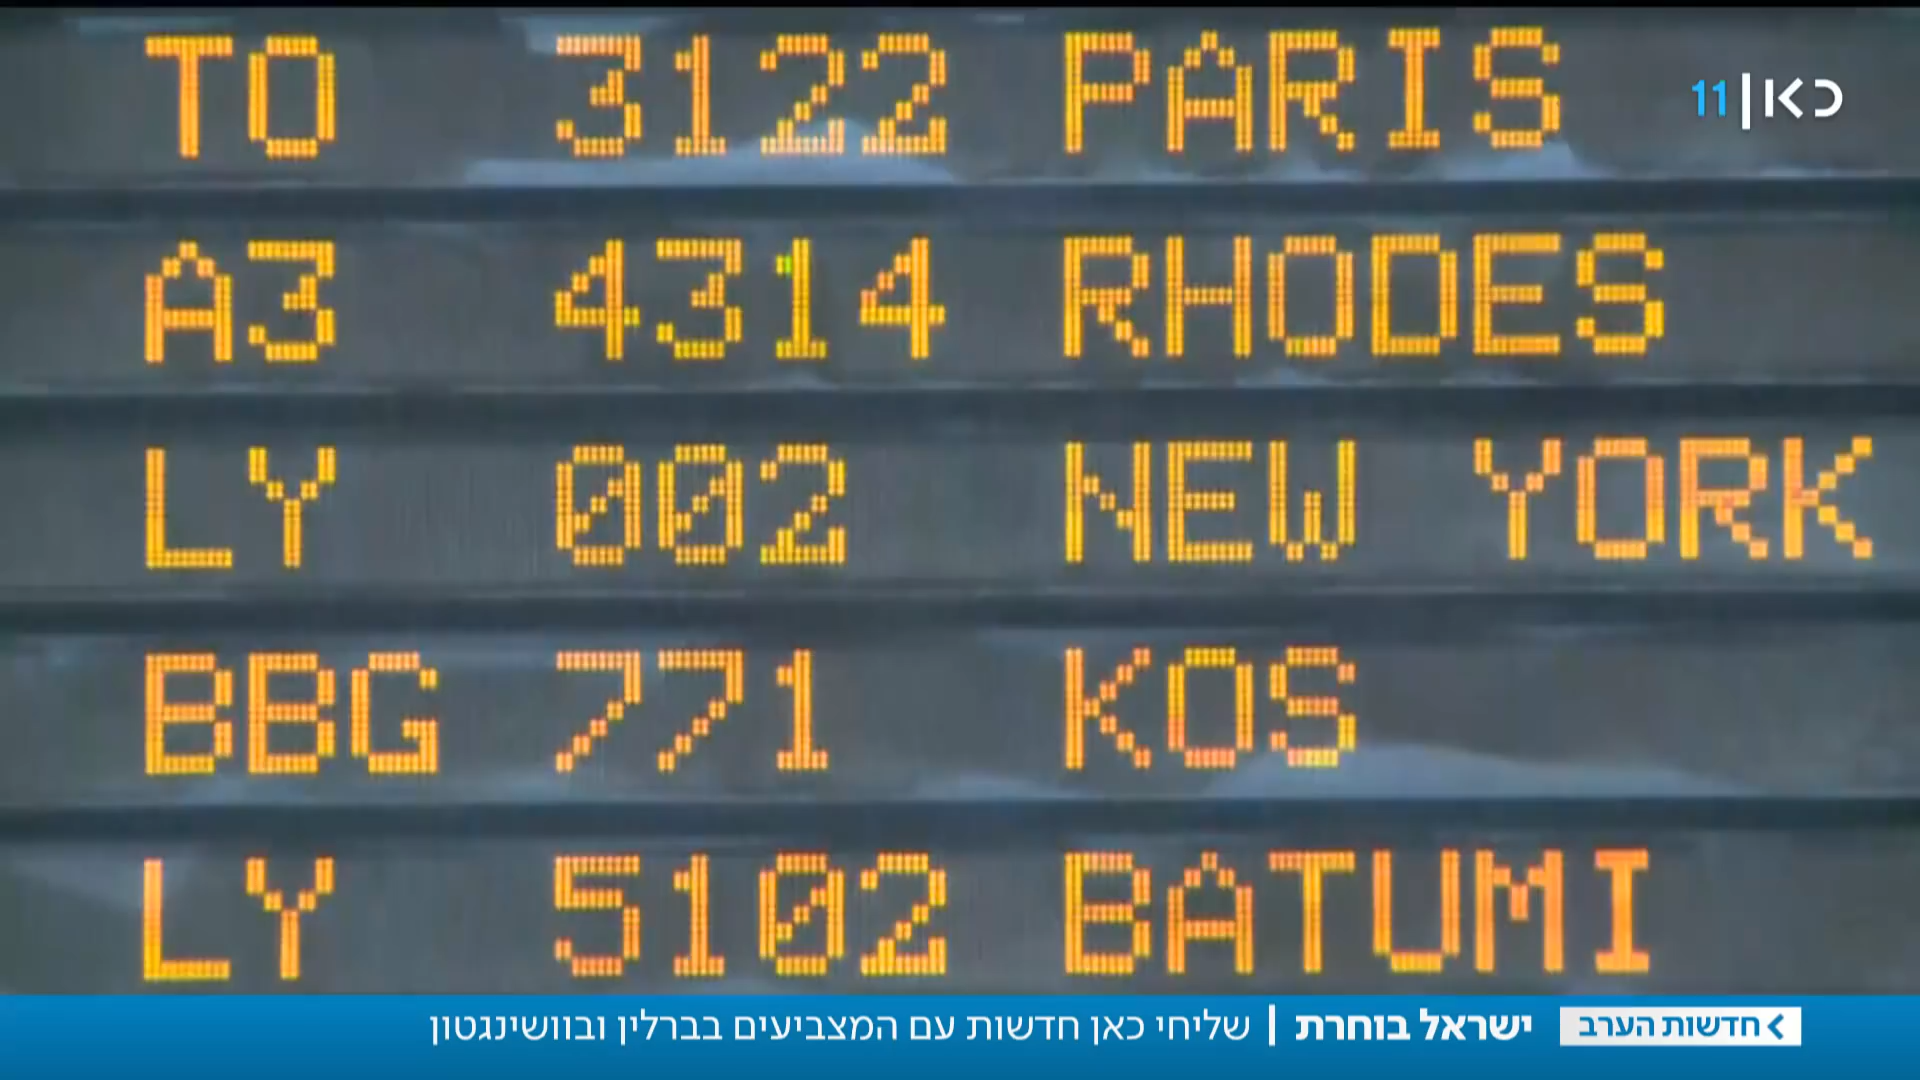 TO 3122 PARIS
כאן 11
A3 4314 RHODES
LY 002 NEW YORK
BBG 771 KOS
LY 5102 BATUMI
חדשות הערב
ישראל בוחרת | שליחי כאן חדשות עם המצביעים בברלין ובוושינגטון